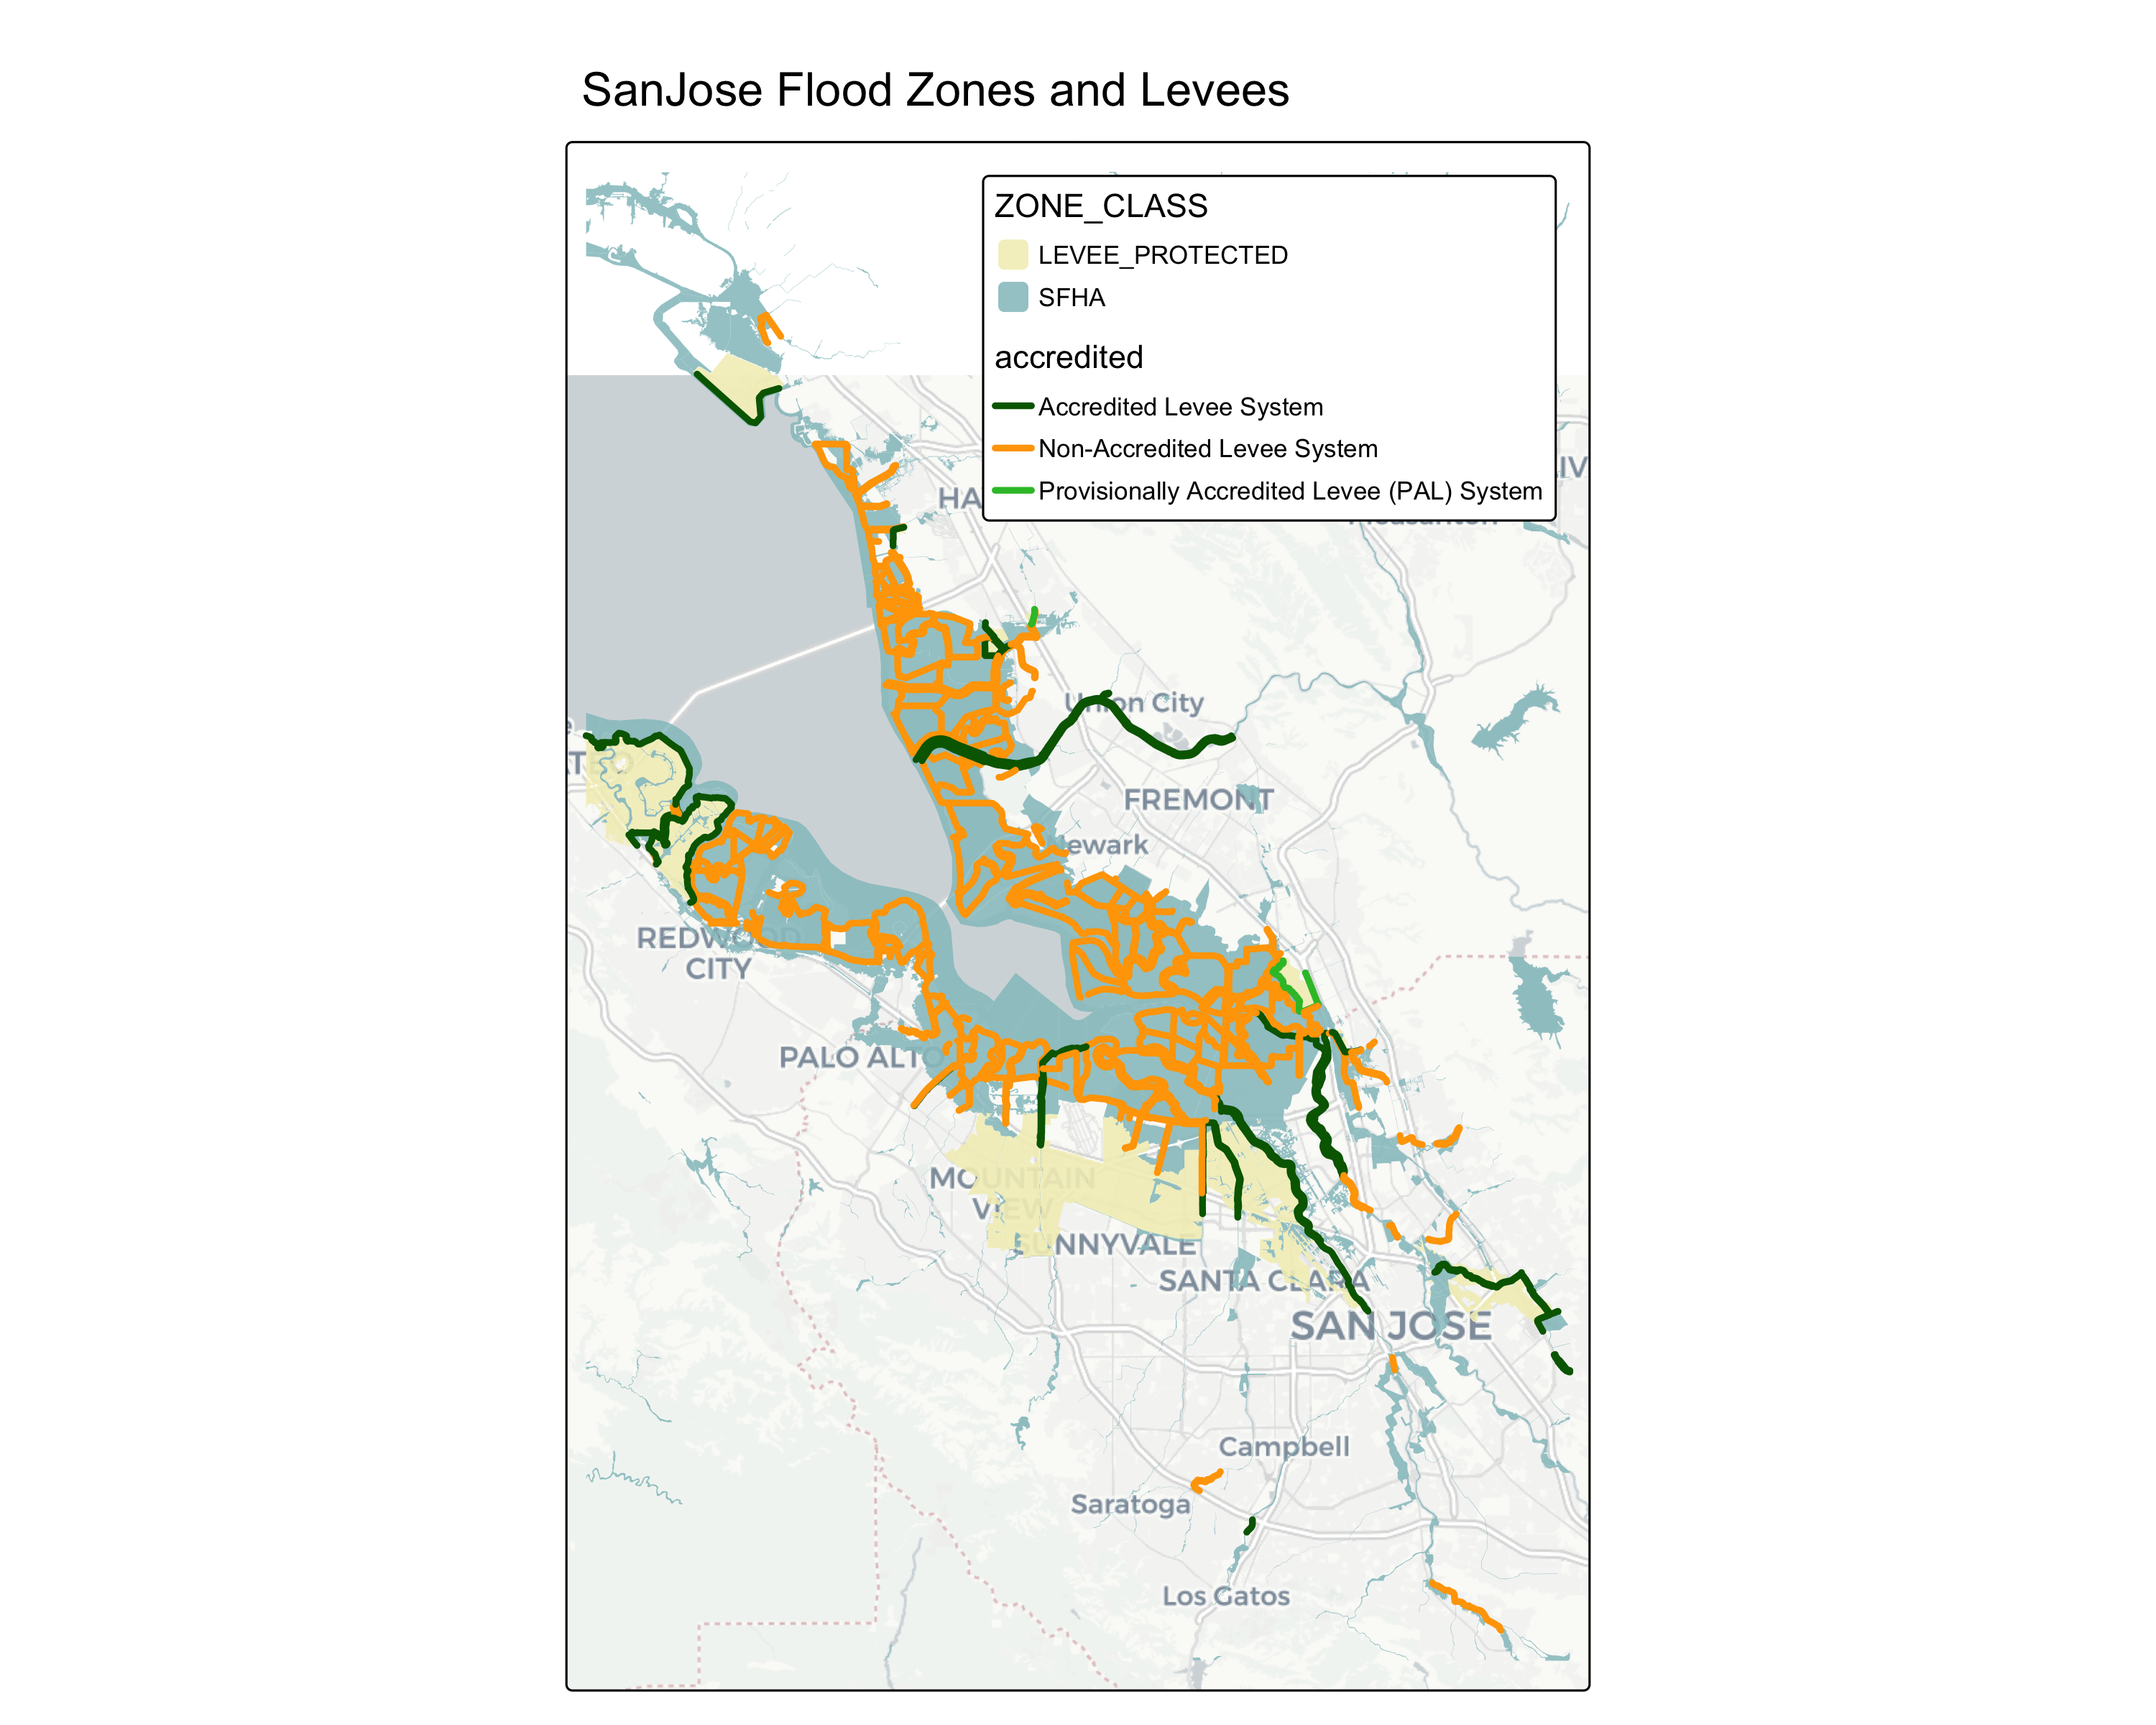 SanJose Flood Zones and Levees
ZONE_CLASS
LEVEE_PROTECTED
SFHA
accredited
Accredited Levee System
Non-Accredited Levee System
Provisionally Accredited Levee (PAL) System
HA
Union City
FREMONT
Newark
REDWOOD
CITY
PALO ALTO
MOUNTAIN
VIEW
SUNNYVALE
SANTA CLARA
SAN JOSE
Campbell
Saratoga
Los Gatos